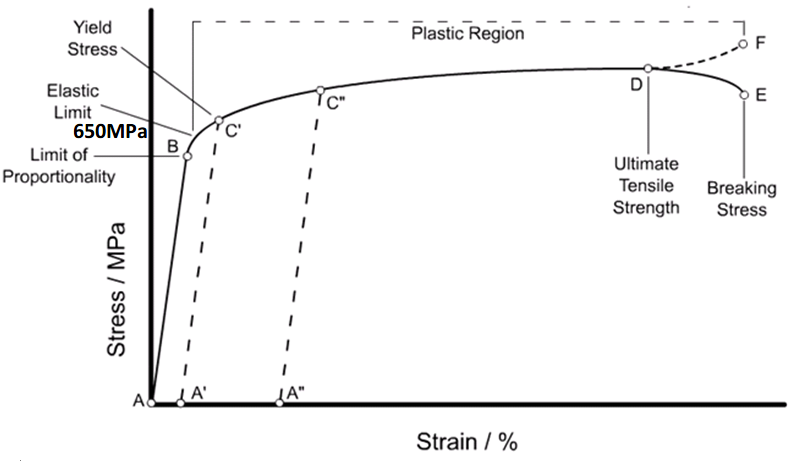 Yield
Stress
Plastic Region
F
Elastic
Limit
650MPa
D
E
C"
C'
B
Limit of
Proportionality
Ultimate
Tensile
Strength
Breaking
Stress
Stress / MPa
A
A'
A"
Strain / %